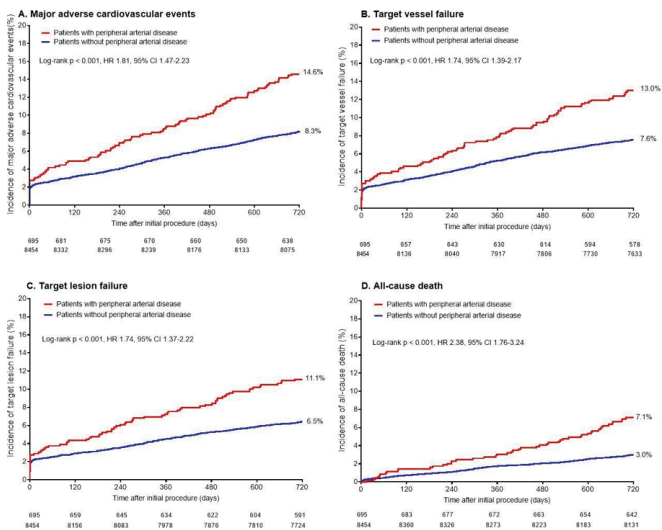 A. Major adverse cardiovascular events
Incidence of major adverse cardiovascular events(%)
20
18
16
14
12
10
8
6
4
2
0
Patients with peripheral arterial disease
Patients without peripheral arterial disease
Log-rank p < 0.001, HR 1.81, 95% CI 1.47-2.23
14.6%
8.3%
0 120 240 360 480 600 720
Time after initial procedure (days)
695 681 675 670 660 650 638
8454 8332 8296 8239 8176 8133 8075
B. Target vessel failure
Incidence of target vessel failure (%)
20
18
16
14
12
10
8
6
4
2
0
Patients with peripheral arterial disease
Patients without peripheral arterial disease
Log-rank p < 0.001, HR 1.74, 95% CI 1.39-2.17
13.0%
7.6%
0 120 240 360 480 600 720
Time after initial procedure (days)
695 657 643 630 614 594 578
8454 8136 8040 7917 7806 7730 7633
C. Target lesion failure
Incidence of target lesion failure (%)
20
18
16
14
12
10
8
6
4
2
0
Patients with peripheral arterial disease
Patients without peripheral arterial disease
Log-rank p < 0.001, HR 1.74, 95% CI 1.37-2.22
11.1%
6.5%
0 120 240 360 480 600 720
Time after initial procedure (days)
695 659 645 634 622 604 591
8454 8156 8083 7978 7876 7810 7724
D. All-cause death
Incidence of all-cause death (%)
20
18
16
14
12
10
8
6
4
2
0
Patients with peripheral arterial disease
Patients without peripheral arterial disease
Log-rank p < 0.001, HR 2.38, 95% CI 1.76-3.24
7.1%
3.0%
0 120 240 360 480 600 720
Time after initial procedure (days)
695 683 677 672 663 654 642
8454 8360 8326 8273 8223 8183 8131